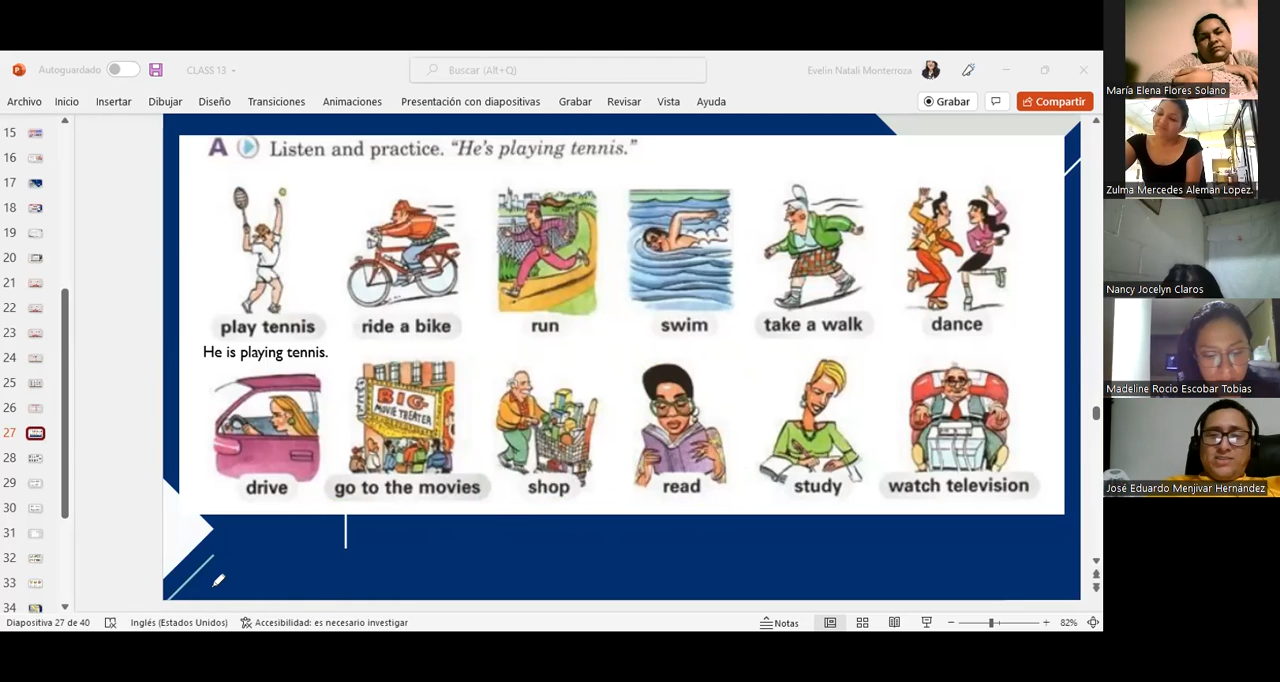 Autoguardado
CLASS 13
Buscar (Alt+Q)
Evelin Natali Monterroza
Archivo Inicio Insertar Dibujar Diseño Transiciones Animaciones Presentación con diapositivas Grabar Revisar Vista Ayuda
Grabar
Compartir
15
16
17
18
19
20
21
22
23
24
25
26
27
28
29
30
31
32
33
34
A Listen and practice. "He's playing tennis."
play tennis ride a bike run swim take a walk dance
He is playing tennis.
BIG
MOVIE THEATER
drive go to the movies shop read study watch television
Diapositiva 27 de 40 Inglés (Estados Unidos) Accesibilidad: es necesario investigar Notas 82%
María Elena Flores Solano
Zulma Mercedes Aleman Lopez.
Nancy Jocelyn Claros
Madeline Rocio Escobar Tobias
José Eduardo Menjivar Hernández